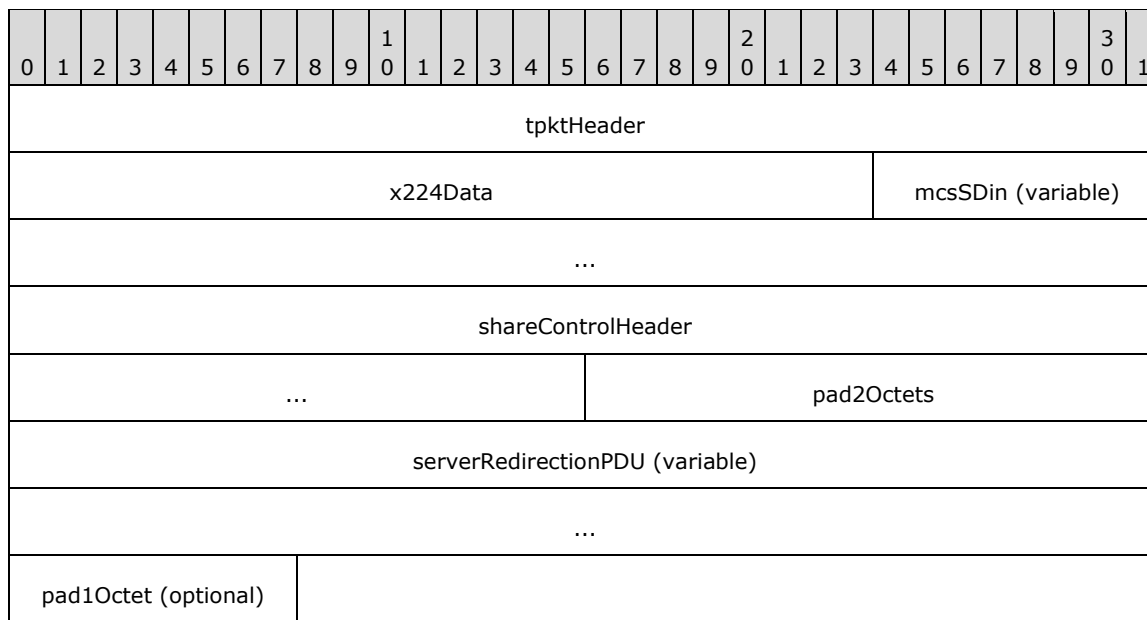 1 2 3
0 1 2 3 4 5 6 7 8 9 0 1 2 3 4 5 6 7 8 9 0 1 2 3 4 5 6 7 8 9 0 1
tpktHeader
x224Data mcsSDin (variable)
...
shareControlHeader
... pad2Octets
serverRedirectionPDU (variable)
...
pad1Octet (optional)